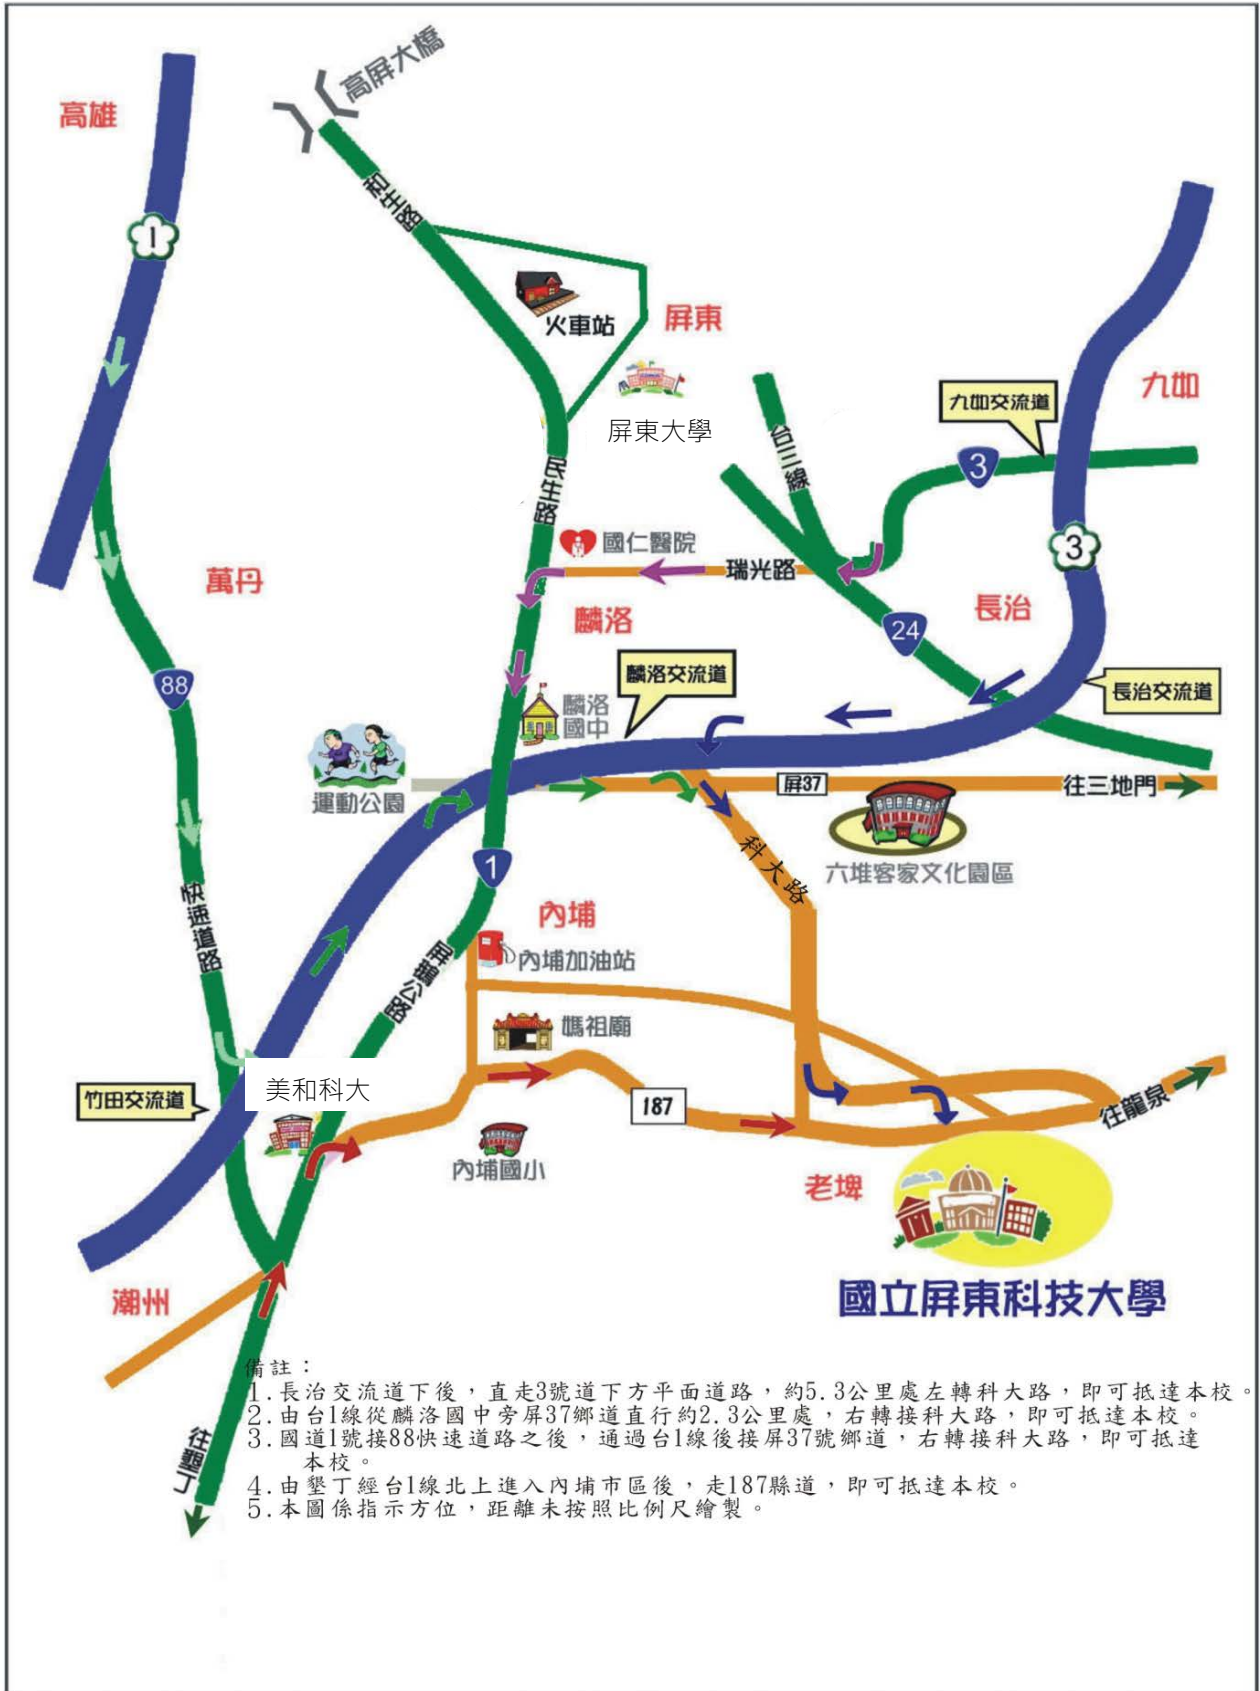 高屏大橋
高雄
1
和生路
火車站
屏東
屏東大學
九如
九如交流道
台三線
3
民生路
國仁醫院
瑞光路
3
萬丹
麟洛
24
長治
88
麟洛交流道
長治交流道
麟洛
國中
運動公園
屏37
往三地門
1
科大路
六堆客家文化園區
快速道路
內埔
屏鵝公路
內埔加油站
媽祖廟
美和科大
竹田交流道
187
往龍泉
內埔國小
老埤
潮州
國立屏東科技大學
備註：
1.長治交流道下後，直走3號道下方平面道路，約5.3公里處左轉科大路，即可抵達本校。
2.由台1線從麟洛國中旁屏37鄉道直行約2.3公里處，右轉接科大路，即可抵達本校。
3.國道1號接88快速道路之後，通過台1線後接屏37號鄉道，右轉接科大路，即可抵達
本校。
4.由墾丁經台1線北上進入內埔市區後，走187縣道，即可抵達本校。
5.本圖係指示方位，距離未按照比例尺繪製。
往墾丁